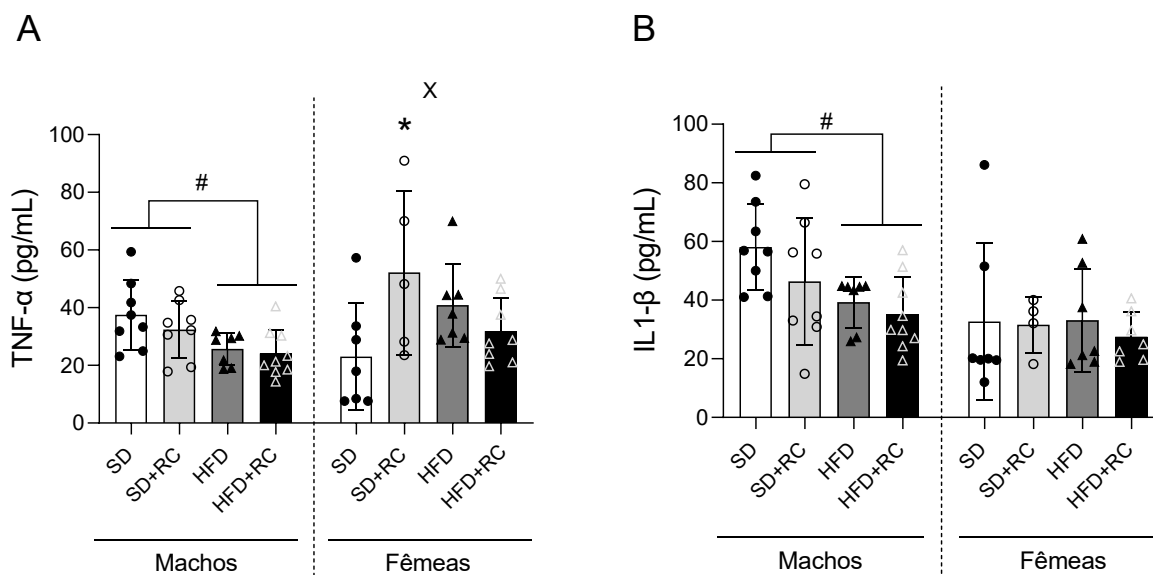 A
TNF-α (pg/mL)
100
80
60
40
20
0
#
X
*
SD
SD+RC
HFD
HFD+RC
SD
SD+RC
HFD
HFD+RC
Machos
Fêmeas
B
IL1-β (pg/mL)
100
80
60
40
20
0
#
SD
SD+RC
HFD
HFD+RC
SD
SD+RC
HFD
HFD+RC
Machos
Fêmeas